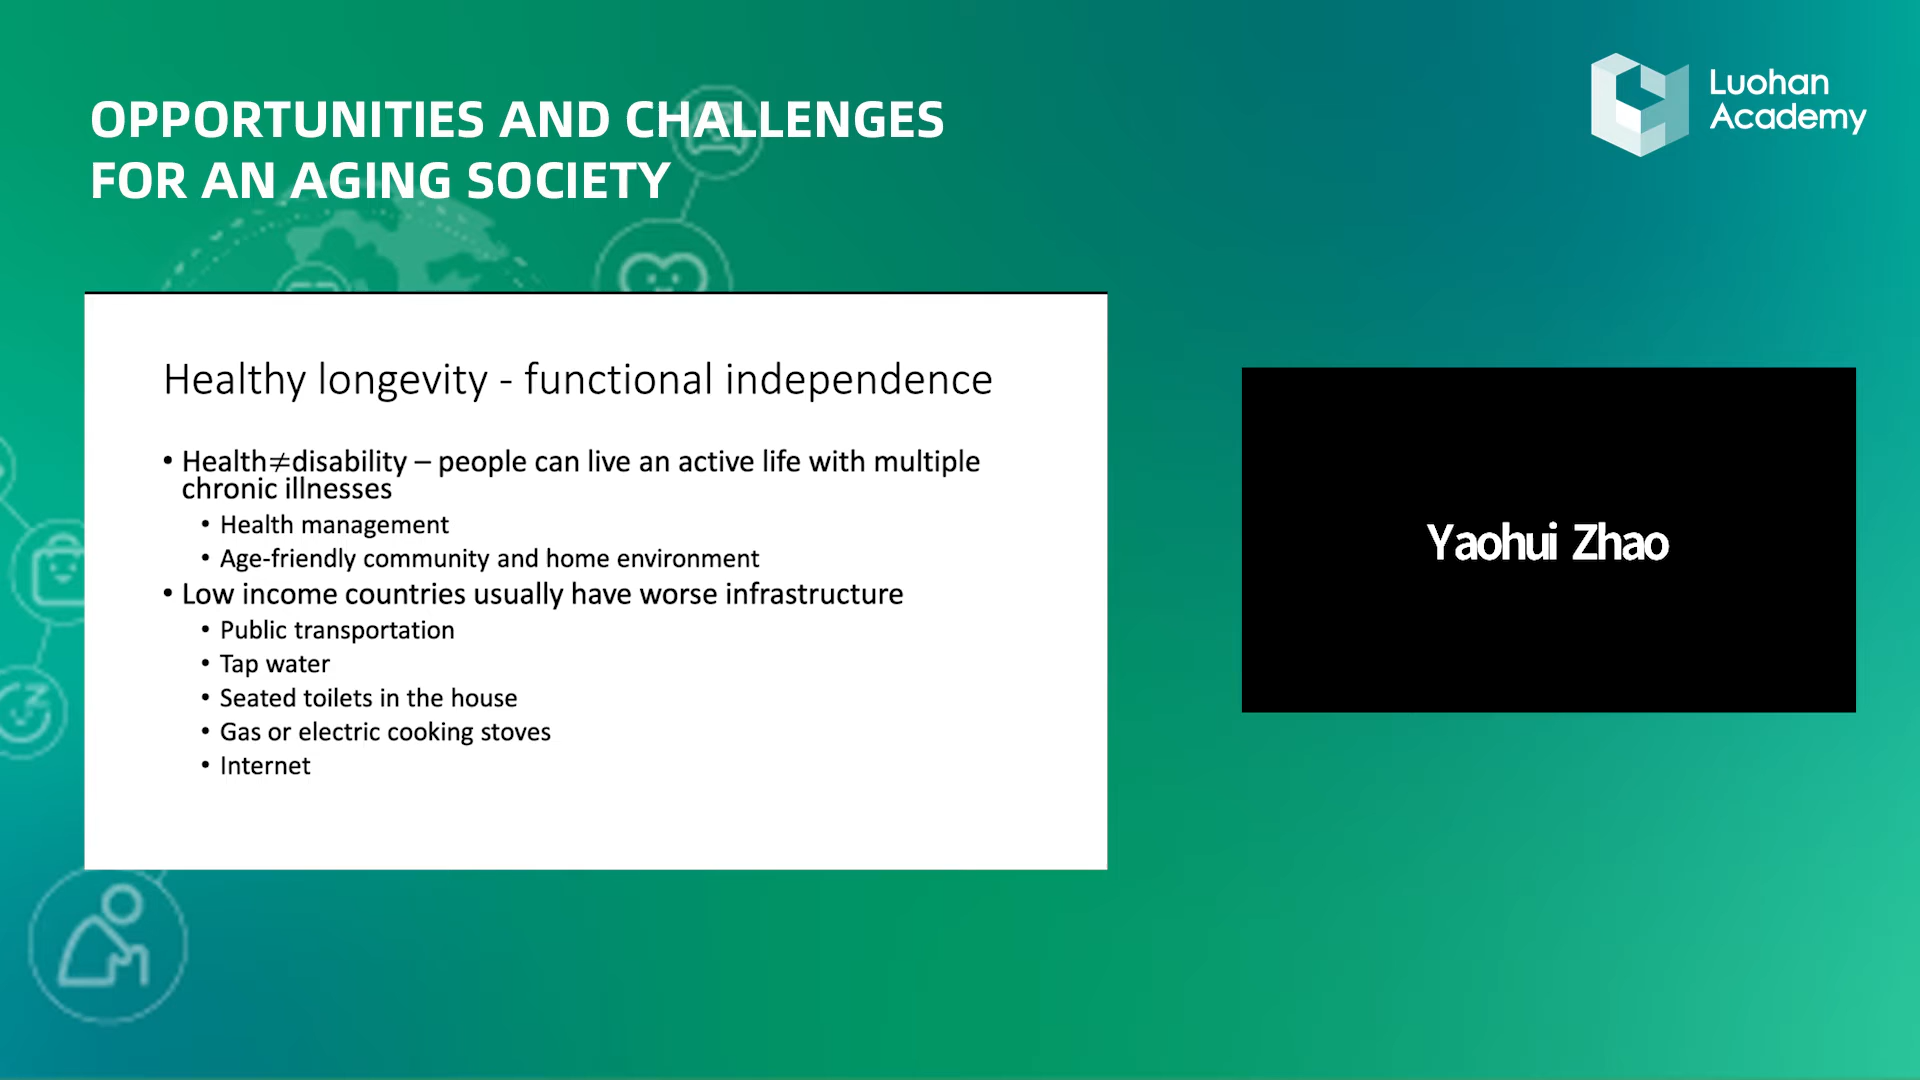 OPPORTUNITIES AND CHALLENGES
FOR AN AGING SOCIETY
Luohan
Academy
Healthy longevity - functional independence
• Health≠disability – people can live an active life with multiple
chronic illnesses
• Health management
• Age-friendly community and home environment
• Low income countries usually have worse infrastructure
• Public transportation
• Tap water
• Seated toilets in the house
• Gas or electric cooking stoves
• Internet
Yaohui Zhao